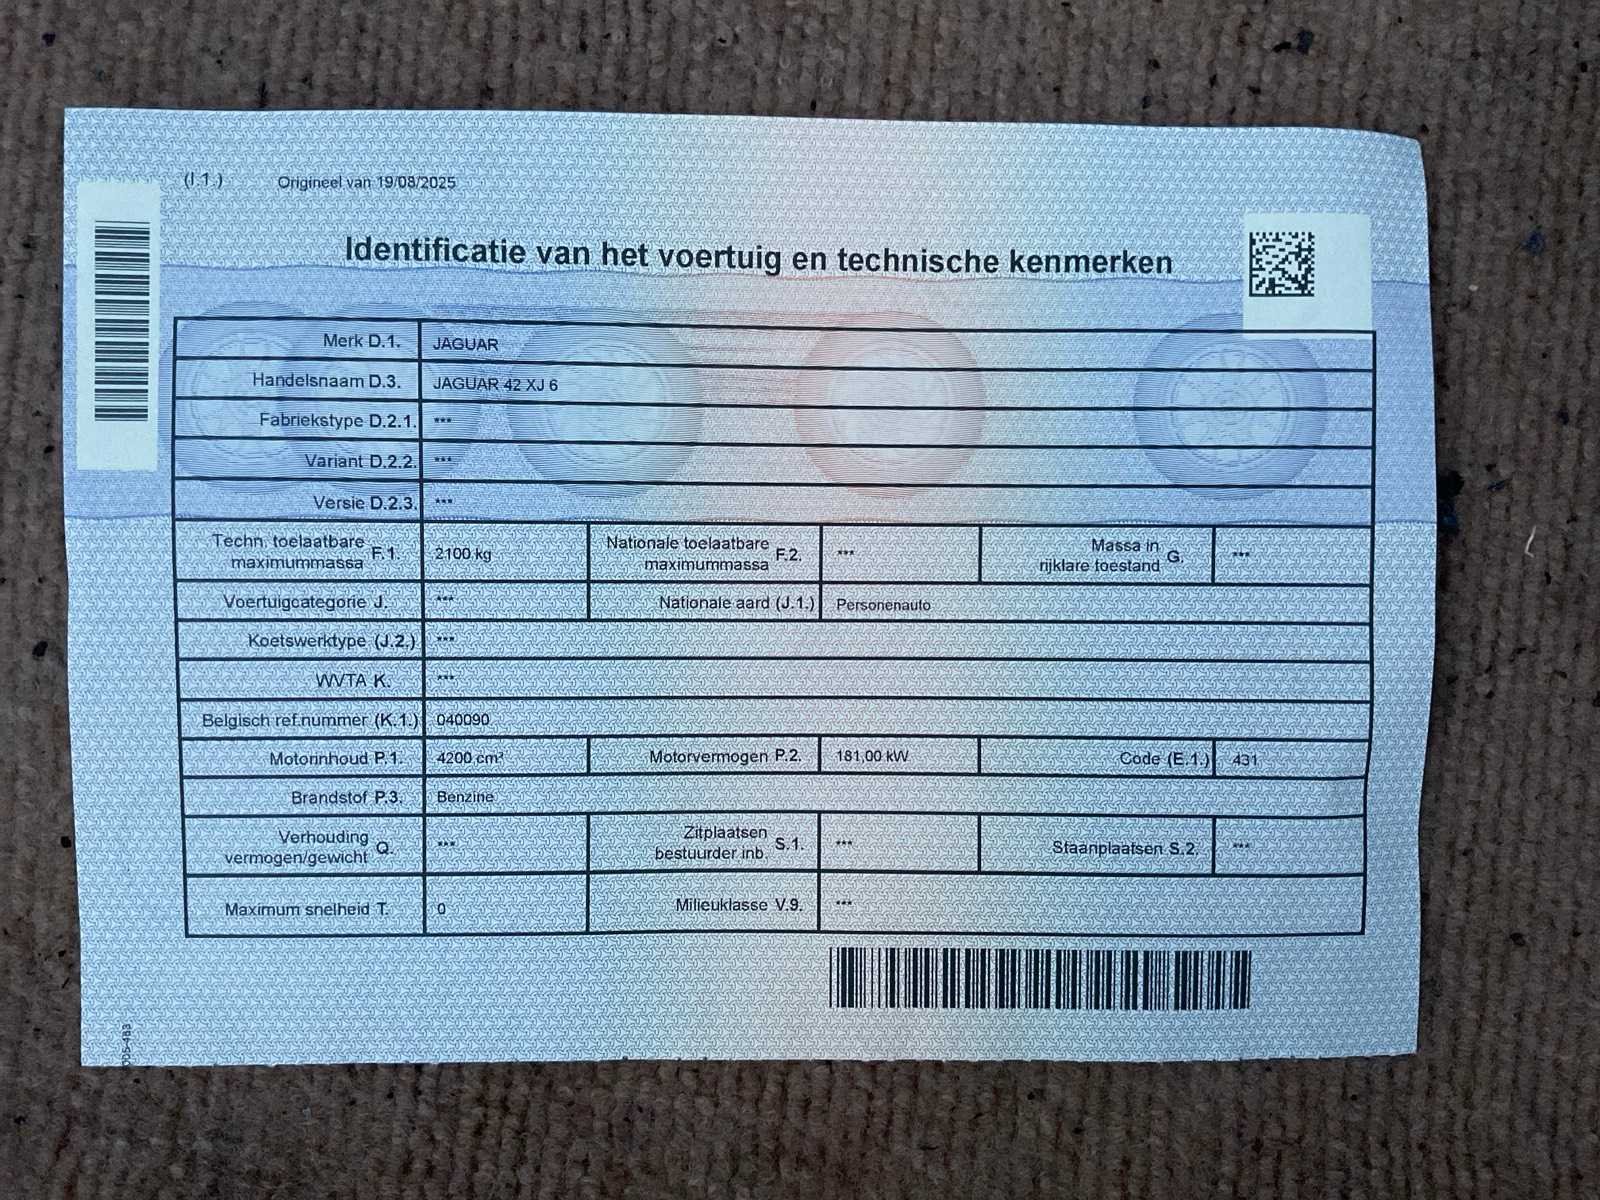 (I.1.) Origineel van 19/08/2025
Identificatie van het voertuig en technische kenmerken
Merk D.1. JAGUAR
Handelsnaam D.3. JAGUAR 42 XJ 6
Fabriekstype D.2.1. ***
Variant D.2.2. ***
Versie D.2.3. ***
Techn. toelaatbare maximummassa F.1. 2100 kg Nationale toelaatbare maximummassa F.2. *** Massa in rijklare toestand G. ***
Voertuigcategorie J. *** Nationale aard (J.1.) Personenauto
Koetswerktype (J.2.) ***
WVTA K. ***
Belgisch ref.nummer (K.1.) 040090
Motorinhoud P.1. 4200 cm³ Motorvermogen P.2. 181,00 kW Code (E.1.) 431
Brandstof P.3. Benzine
Verhouding vermogen/gewicht Q. *** Zitplaatsen bestuurder inb. S.1. *** Staanplaatsen S.2. ***
Maximum snelheid T. 0 Milieuklasse V.9. ***